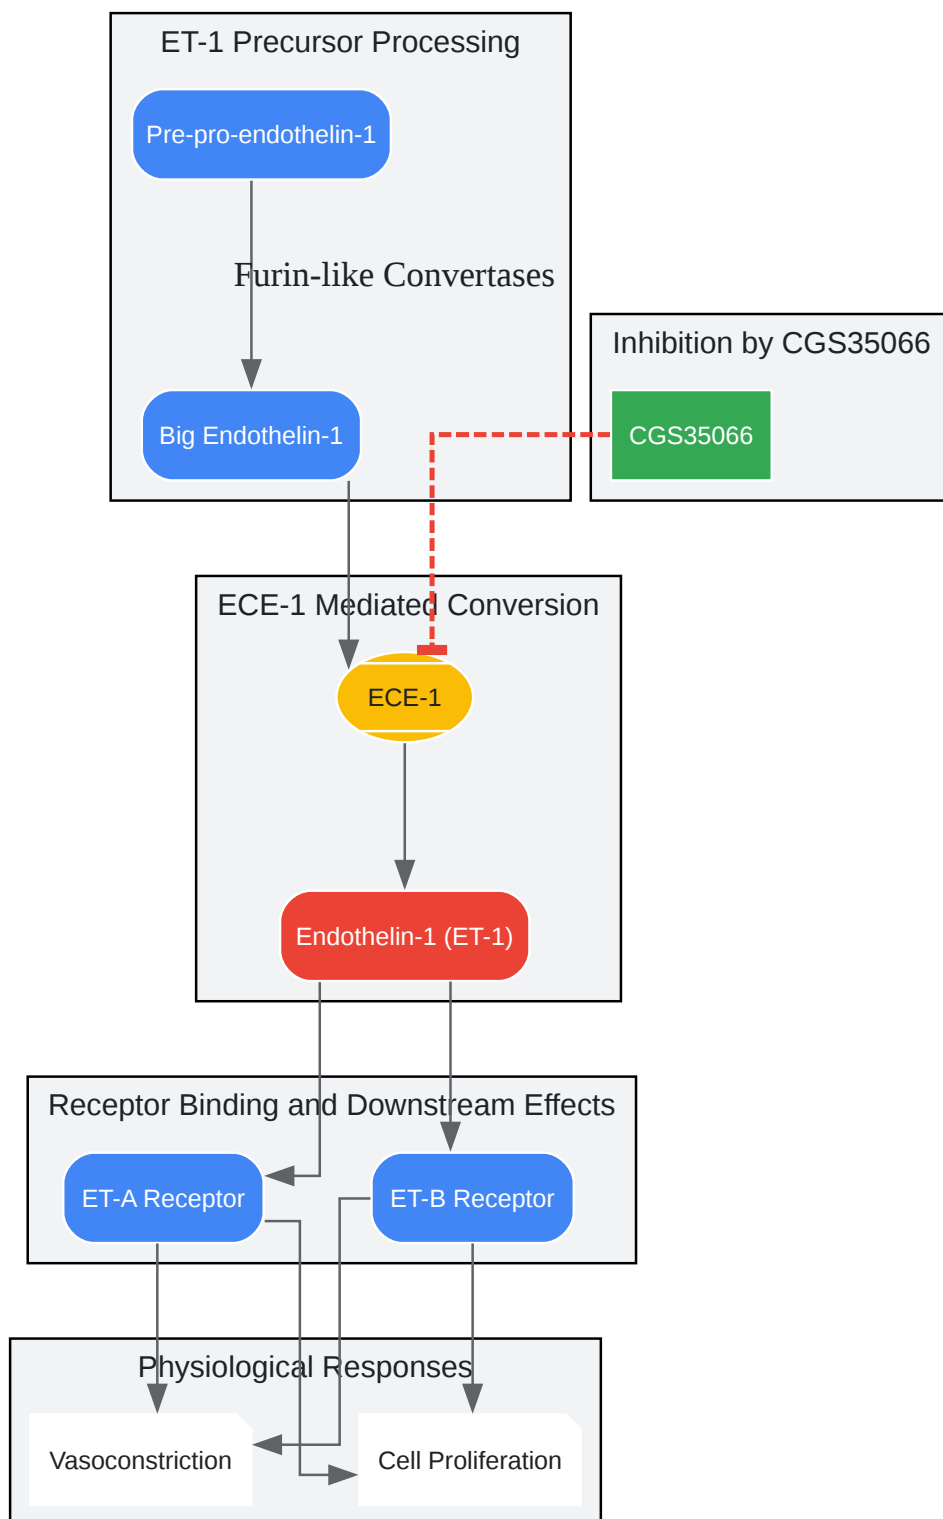 ET-1 Precursor Processing
Pre-pro-endothelin-1
Furin-like Convertases
Inhibition by CGS35066
Big Endothelin-1
CGS35066
ECE-1 Mediated Conversion
ECE-1
Endothelin-1 (ET-1)
Receptor Binding and Downstream Effects
ET-A Receptor
ET-B Receptor
Physiological Responses
Vasoconstriction
Cell Proliferation